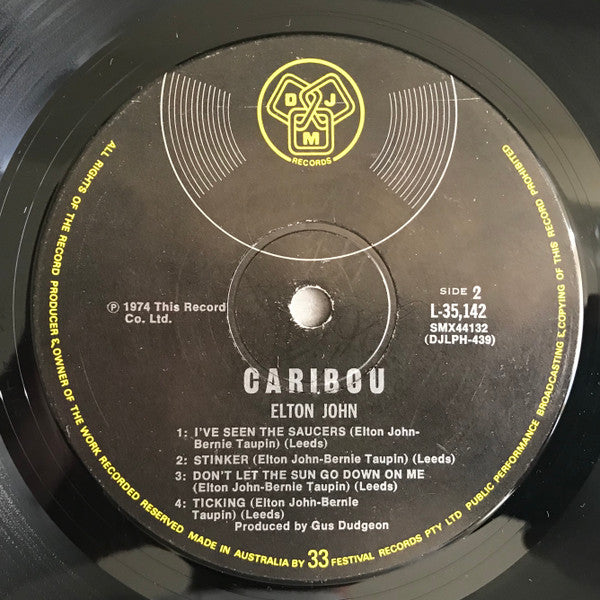 D J
M
RECORDS
ALL RIGHTS OF THE RECORD PRODUCER & OWNER OF THE WORK RECORDED RESERVED MADE IN AUSTRALIA BY 33 FESTIVAL RECORDS PTY LTD PUBLIC PERFORMANCE BROADCASTING & COPYING OF THIS RECORD PROHIBITED
℗ 1974 This Record
Co. Ltd.
SIDE 2
L-35,142
SMX44132
(DJLPH-439)
CARIBOU
ELTON JOHN
1: I'VE SEEN THE SAUCERS (Elton John-
Bernie Taupin) (Leeds)
2: STINKER (Elton John-Bernie Taupin) (Leeds)
3: DON'T LET THE SUN GO DOWN ON ME
(Elton John-Bernie Taupin) (Leeds)
4: TICKING (Elton John-Bernie
Taupin) (Leeds)
Produced by Gus Dudgeon